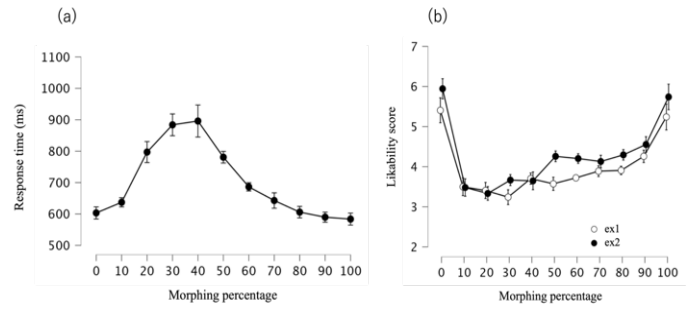 (a)
(b)
1100
1000
900
800
700
600
500
Response time (ms)
0 10 20 30 40 50 60 70 80 90 100
Morphing percentage
7
6
5
4
3
2
Likability score
ex1
ex2
0 10 20 30 40 50 60 70 80 90 100
Morphing percentage